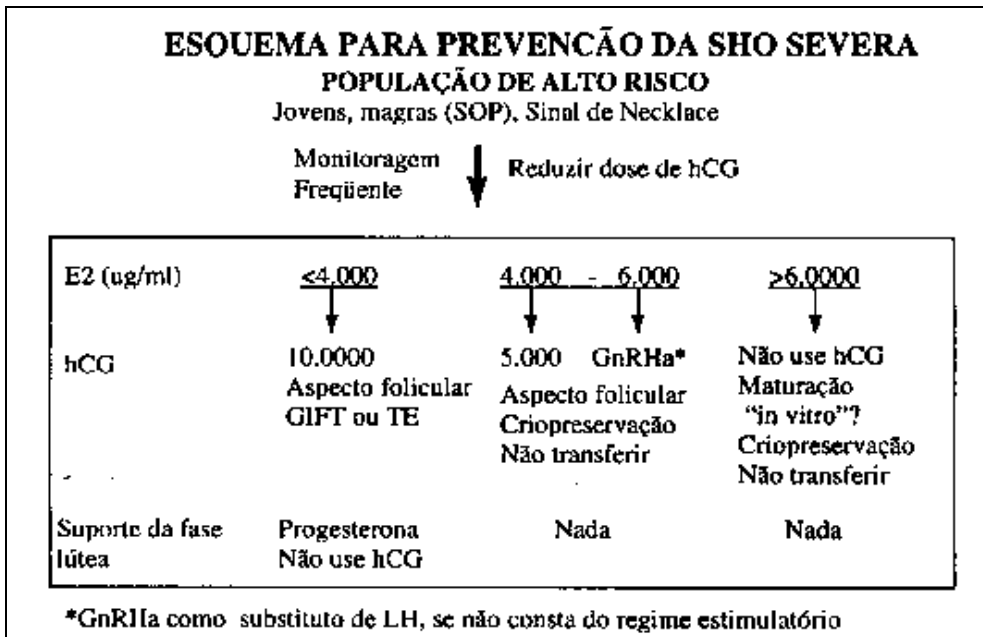 ESQUEMA PARA PREVENCÃO DA SHO SEVERA
POPULAÇÃO DE ALTO RISCO
Jovens, magras (SOP), Sinal de Necklace
Monitoragem Reduzir dose de hCG
Freqüente
E2 (ug/ml) <4.000 4.000 - 6.000 >6.0000
hCG 10.0000 5.000 GnRHa* Não use hCG
Aspecto folicular Aspecto folicular Maturação
GIFT ou TE Criopreservação "in vitro"?
Não transferir Criopreservação
Não transferir
Suporte da fase Progesterona Nada Nada
lútea Não use hCG
*GnRHa como substituto de LH, se não consta do regime estimulatório